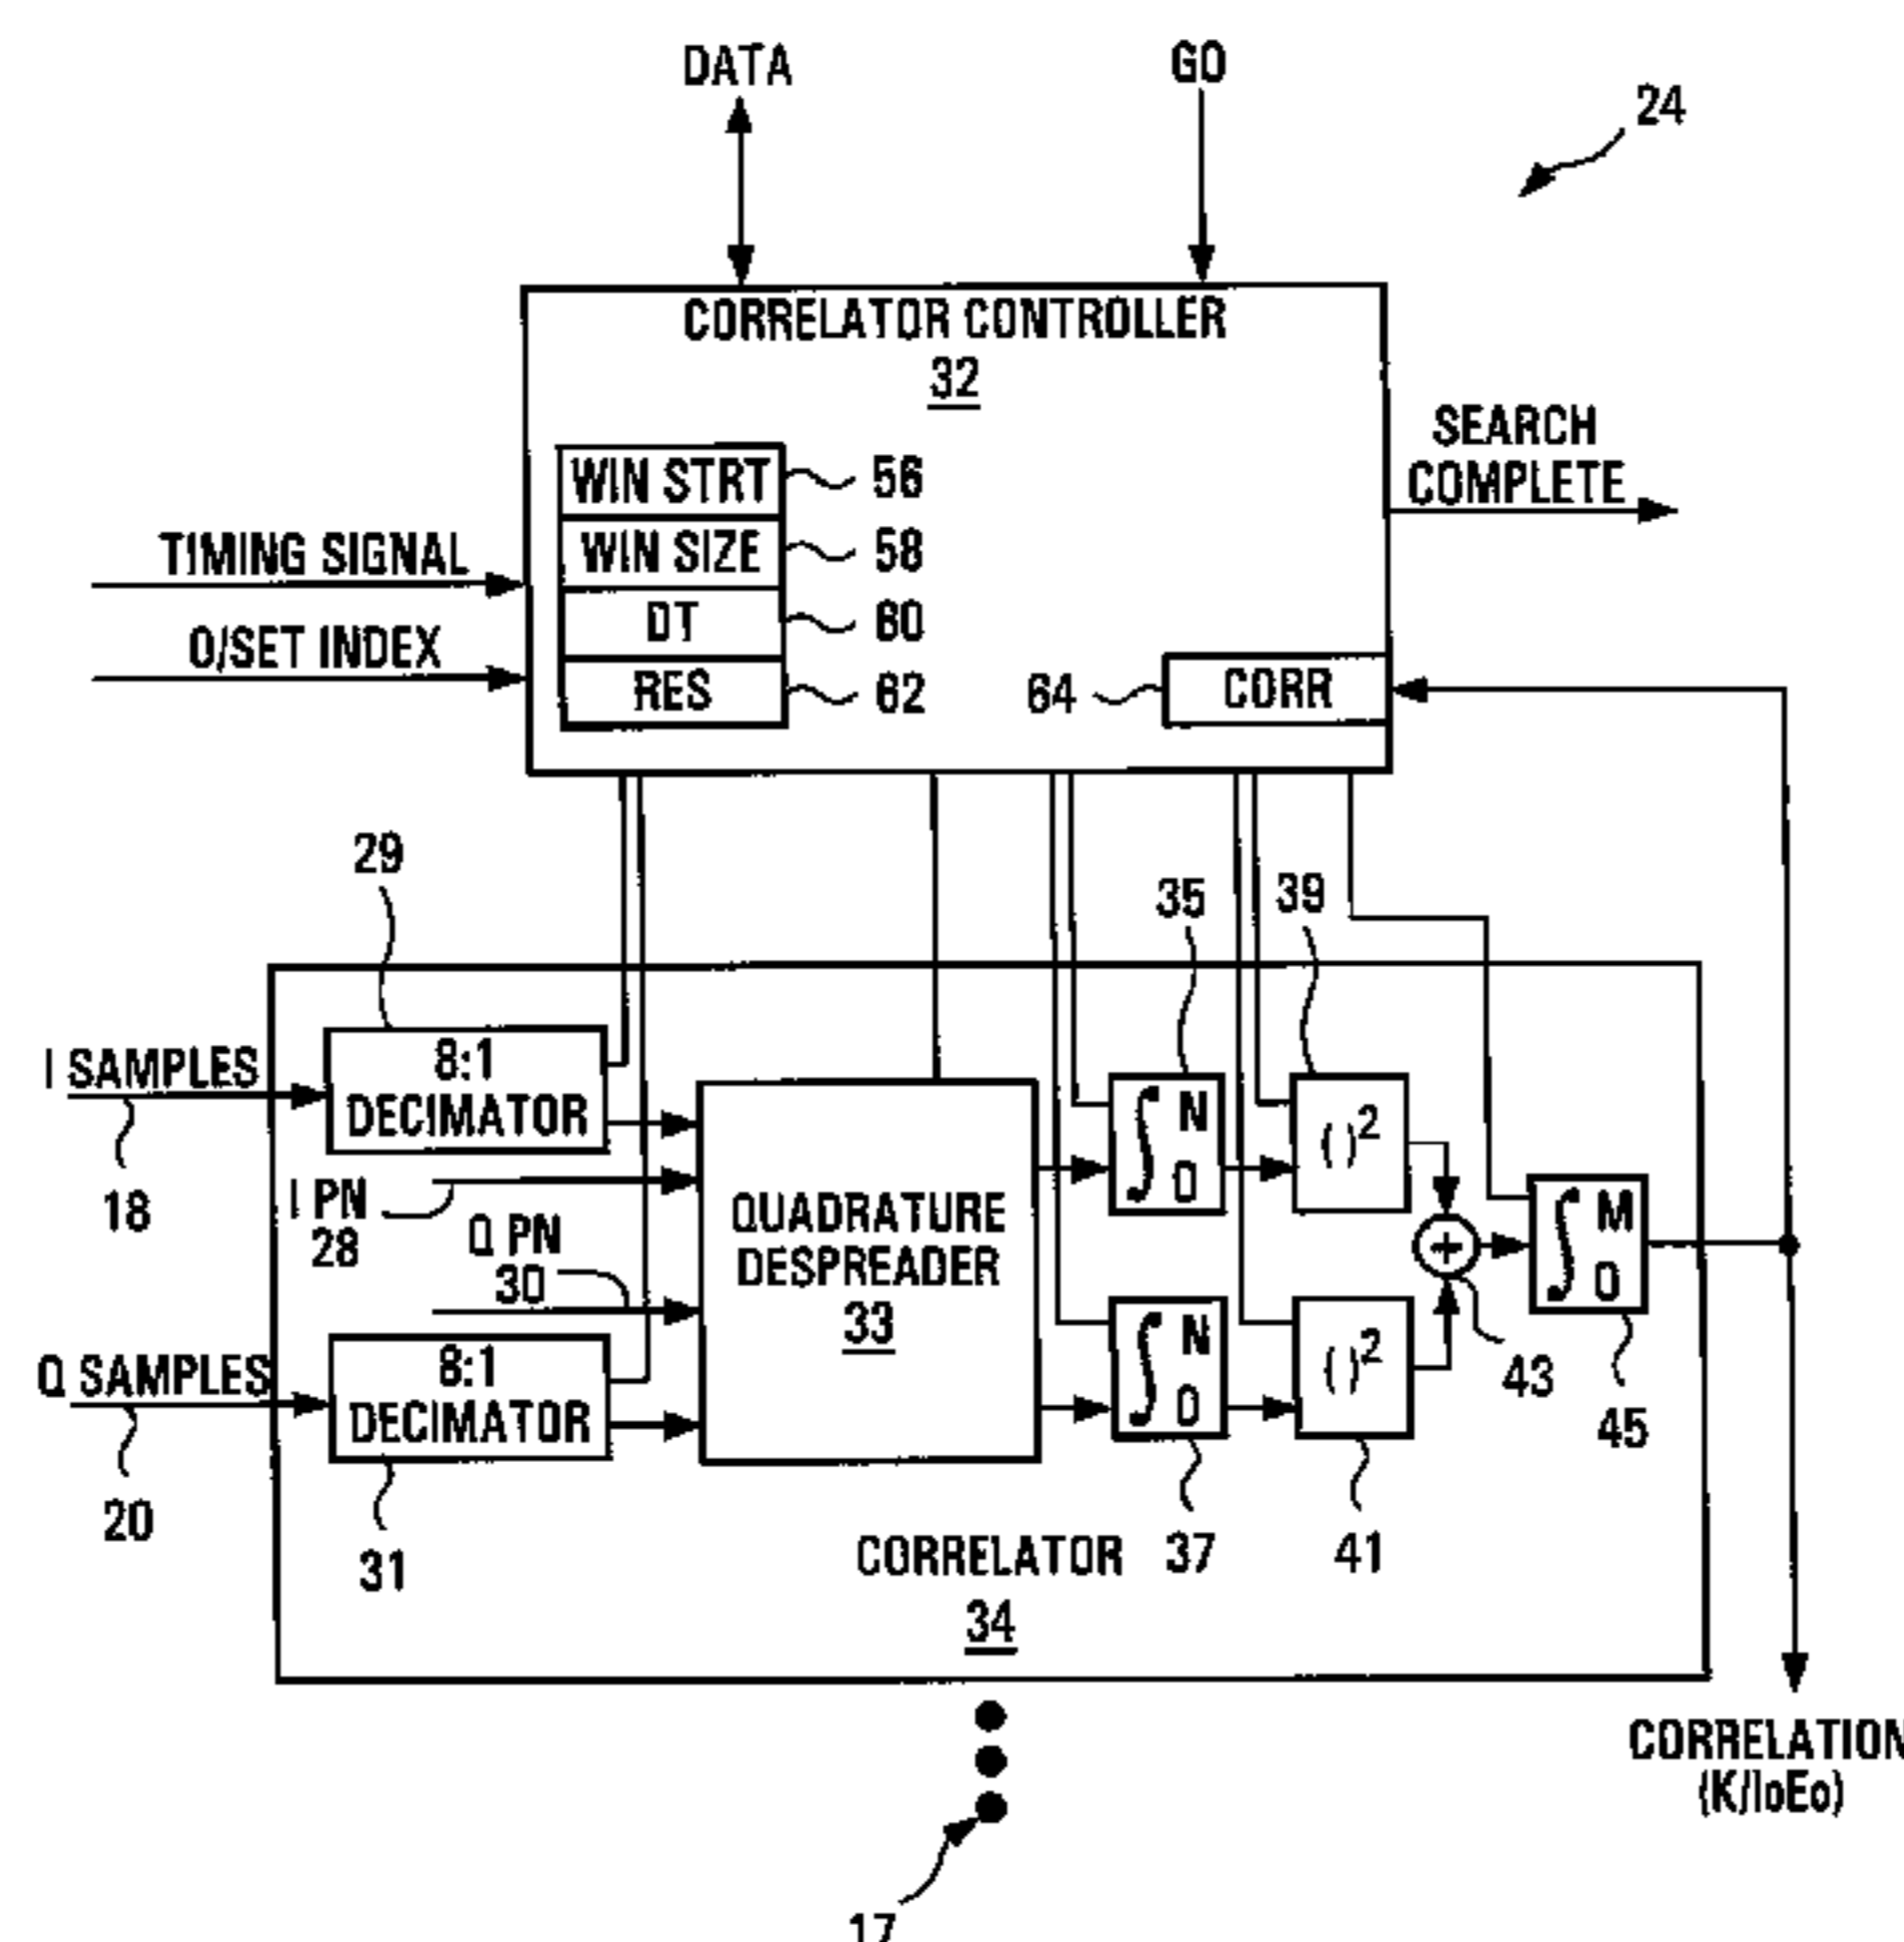 DATA
GO
24
CORRELATOR CONTROLLER
32
WIN STRT
56
WIN SIZE
58
DT
60
RES
62
64
CORR
SEARCH
COMPLETE
TIMING SIGNAL
O/SET INDEX
29
35
39
I SAMPLES
18
8:1
DECIMATOR
I PN
28
Q PN
30
QUADRATURE
DESPREADER
33
∫ N 0
( )²
+
∫ M 0
Q SAMPLES
20
8:1
DECIMATOR
31
∫ N 0
( )²
43
45
37
41
CORRELATOR
34
CORRELATION
(K/IoEo)
17